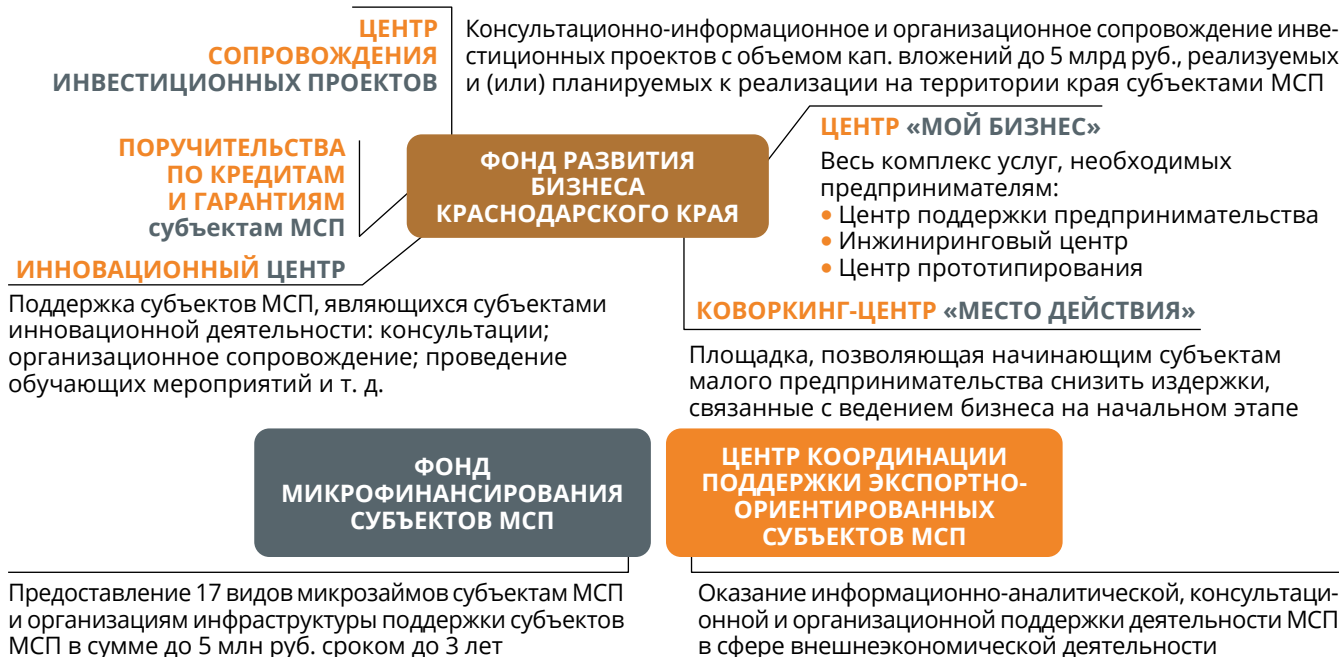 ЦЕНТР
СОПРОВОЖДЕНИЯ
ИНВЕСТИЦИОННЫХ ПРОЕКТОВ
Консультационно-информационное и организационное сопровождение инве-
стиционных проектов с объемом кап. вложений до 5 млрд руб., реализуемых
и (или) планируемых к реализации на территории края субъектами МСП
ПОРУЧИТЕЛЬСТВА
ПО КРЕДИТАМ
И ГАРАНТИЯМ
субъектам МСП
ФОНД РАЗВИТИЯ
БИЗНЕСА
КРАСНОДАРСКОГО КРАЯ
ЦЕНТР «МОЙ БИЗНЕС»
Весь комплекс услуг, необходимых
предпринимателям:
• Центр поддержки предпринимательства
• Инжиниринговый центр
• Центр прототипирования
ИННОВАЦИОННЫЙ ЦЕНТР
Поддержка субъектов МСП, являющихся субъектами
инновационной деятельности: консультации;
организационное сопровождение; проведение
обучающих мероприятий и т. д.
КОВОРКИНГ-ЦЕНТР «МЕСТО ДЕЙСТВИЯ»
Площадка, позволяющая начинающим субъектам
малого предпринимательства снизить издержки,
связанные с ведением бизнеса на начальном этапе
ФОНД
МИКРОФИНАНСИРОВАНИЯ
СУБЪЕКТОВ МСП
Предоставление 17 видов микрозаймов субъектам МСП
и организациям инфраструктуры поддержки субъектов
МСП в сумме до 5 млн руб. сроком до 3 лет
ЦЕНТР КООРДИНАЦИИ
ПОДДЕРЖКИ ЭКСПОРТНО-
ОРИЕНТИРОВАННЫХ
СУБЪЕКТОВ МСП
Оказание информационно-аналитической, консультаци-
онной и организационной поддержки деятельности МСП
в сфере внешнеэкономической деятельности